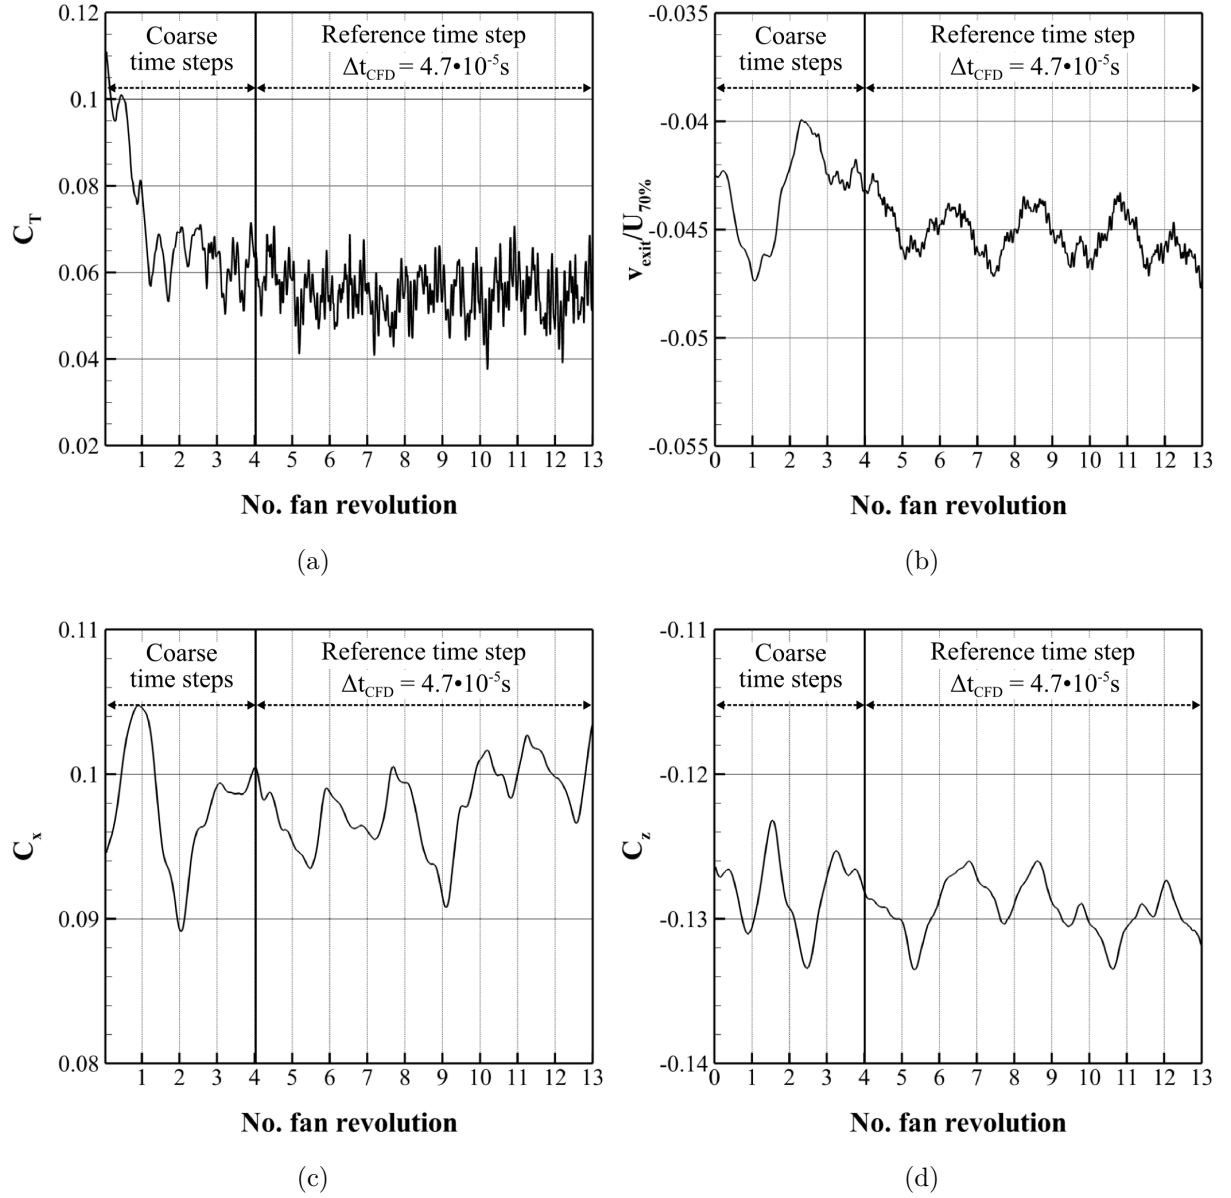 0.12
0.1
0.08
0.06
0.04
0.02
C_T
Coarse
time steps
Reference time step
Δt_CFD = 4.7•10^-5s
1 2 3 4 5 6 7 8 9 10 11 12 13
No. fan revolution
(a)
-0.035
-0.04
-0.045
-0.05
-0.055
v_exit/U_70%
Coarse
time steps
Reference time step
Δt_CFD = 4.7•10^-5s
0 1 2 3 4 5 6 7 8 9 10 11 12 13
No. fan revolution
(b)
0.11
0.1
0.09
0.08
C_x
Coarse
time steps
Reference time step
Δt_CFD = 4.7•10^-5s
1 2 3 4 5 6 7 8 9 10 11 12 13
No. fan revolution
(c)
-0.11
-0.12
-0.13
-0.14
C_z
Coarse
time steps
Reference time step
Δt_CFD = 4.7•10^-5s
0 1 2 3 4 5 6 7 8 9 10 11 12 13
No. fan revolution
(d)